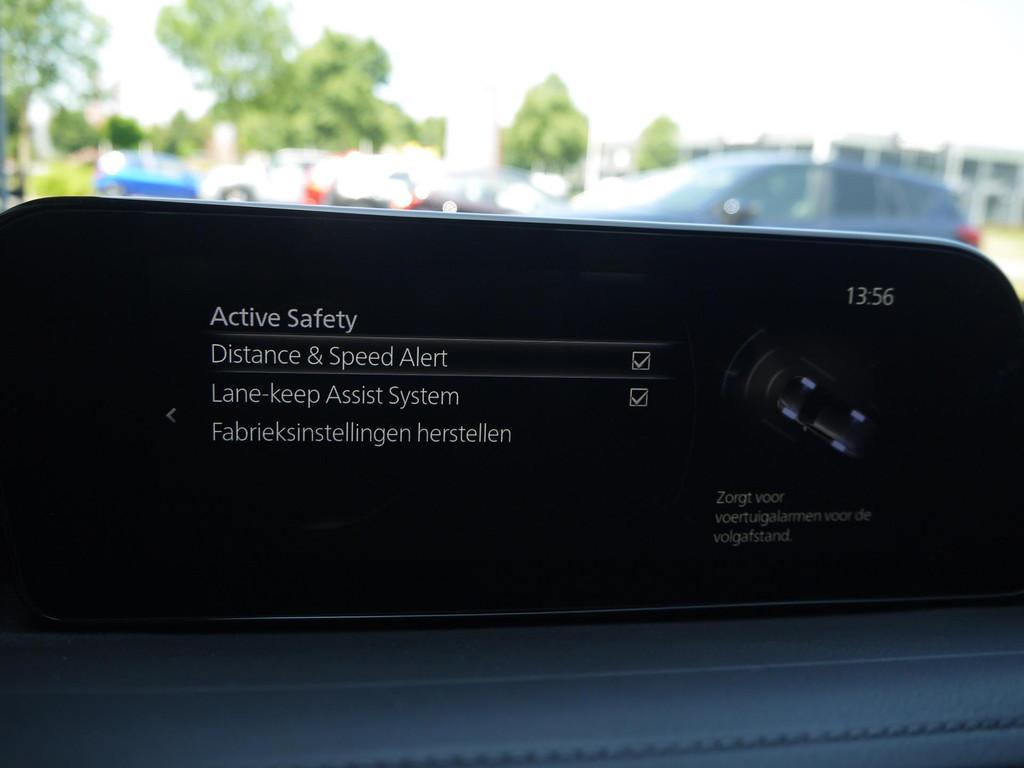 13:56
Active Safety
Distance & Speed Alert
Lane-keep Assist System
Fabrieksinstellingen herstellen
Zorgt voor
voertuigalarmen voor de
volgafstand.